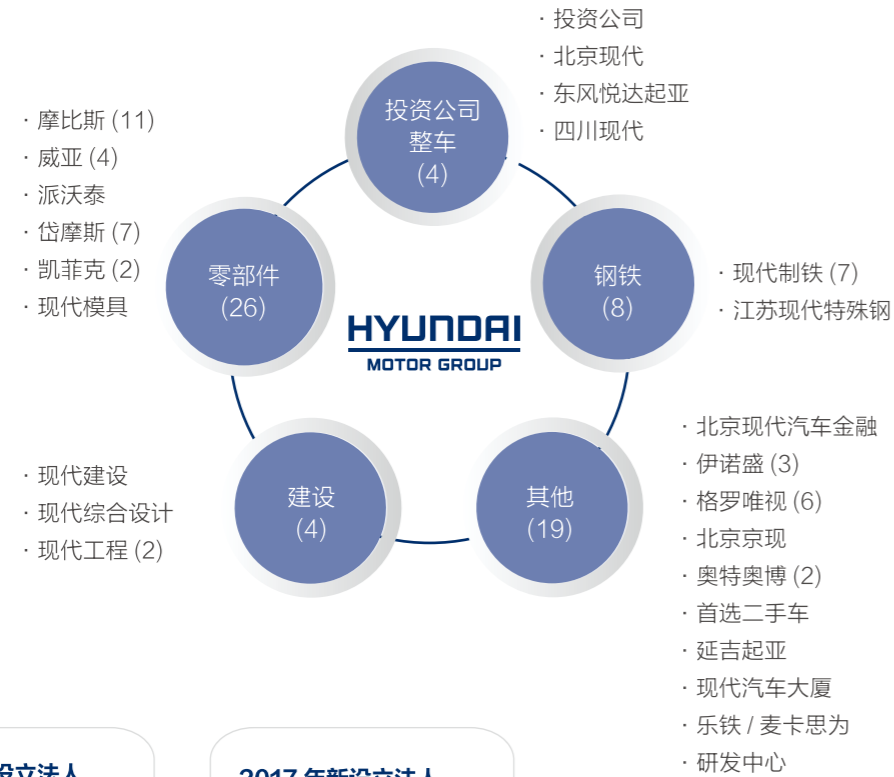 · 投资公司
· 北京现代
· 东风悦达起亚
· 四川现代
投资公司
整车
(4)
· 摩比斯 (11)
· 威亚 (4)
· 派沃泰
· 岱摩斯 (7)
· 凯菲克 (2)
· 现代模具
零部件
(26)
钢铁
(8)
· 现代制铁 (7)
· 江苏现代特殊钢
HYUNDAI
MOTOR GROUP
· 现代建设
· 现代综合设计
· 现代工程 (2)
建设
(4)
其他
(19)
· 北京现代汽车金融
· 伊诺盛 (3)
· 格罗唯视 (6)
· 北京京现
· 奥特奥博 (2)
· 首选二手车
· 延吉起亚
· 现代汽车大厦
· 乐铁 / 麦卡思为
· 研发中心